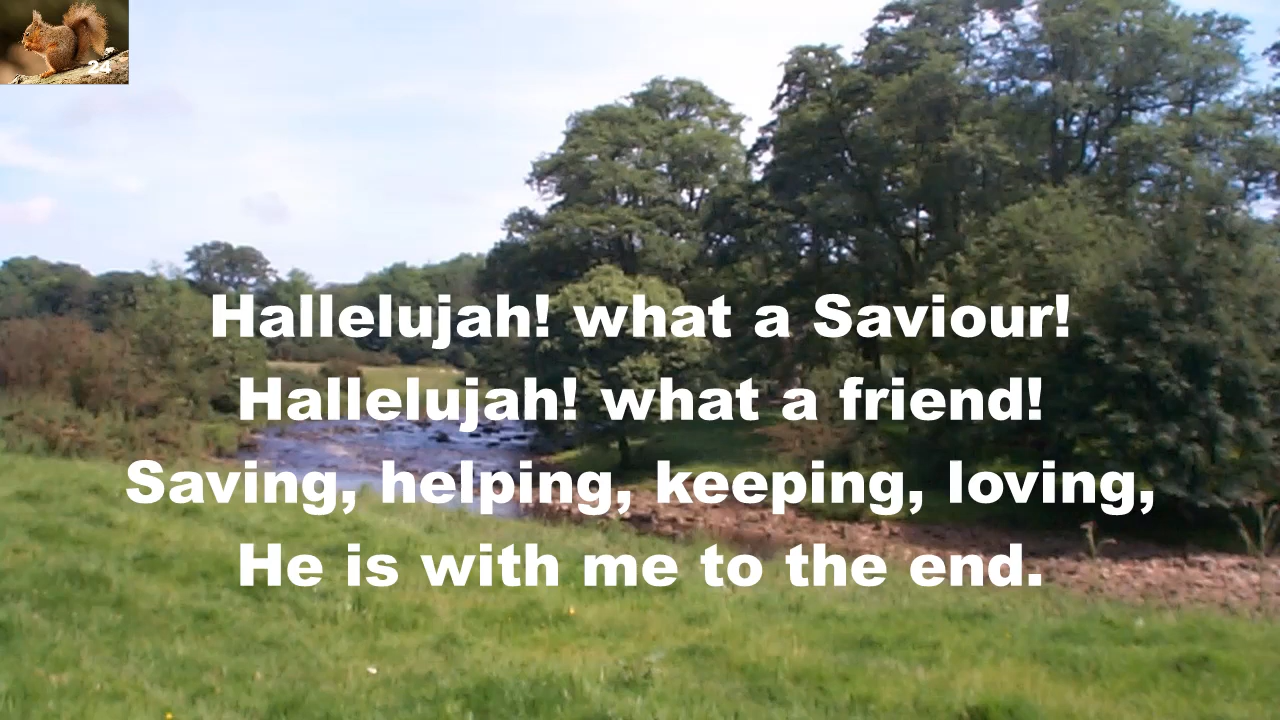 24
Hallelujah! what a Saviour!
Hallelujah! what a friend!
Saving, helping, keeping, loving,
He is with me to the end.